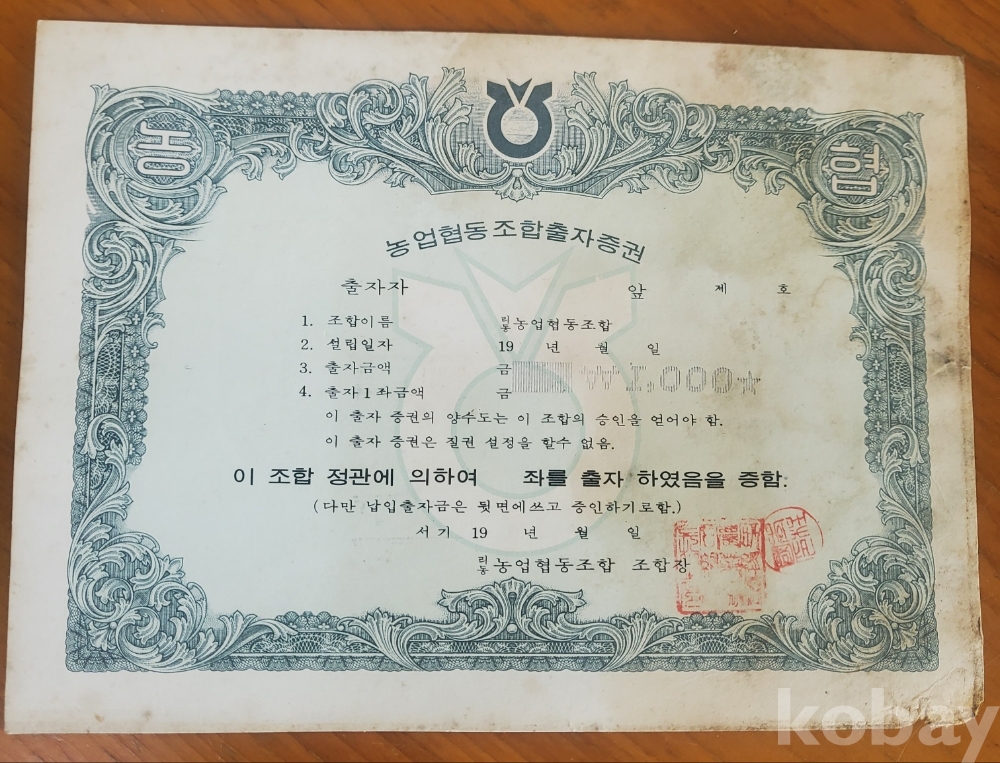 농 협
농업협동조합출자증권
출자자 앞 제 호
1. 조합이름 리동 농업협동조합
2. 설립일자 19 년 월 일
3. 출자금액 금 ₩1,000☆
4. 출자1좌금액 금
이 출자 증권의 양수도는 이 조합의 승인을 얻어야 함.
이 출자 증권은 질권 설정을 할수 없음.
이 조합 정관에 의하여 좌를 출자 하였음을 증함.
(다만 납입출자금은 뒷면에쓰고 증인하기로함.)
서기 19 년 월 일
리동 농업협동조합 조합장
kobay